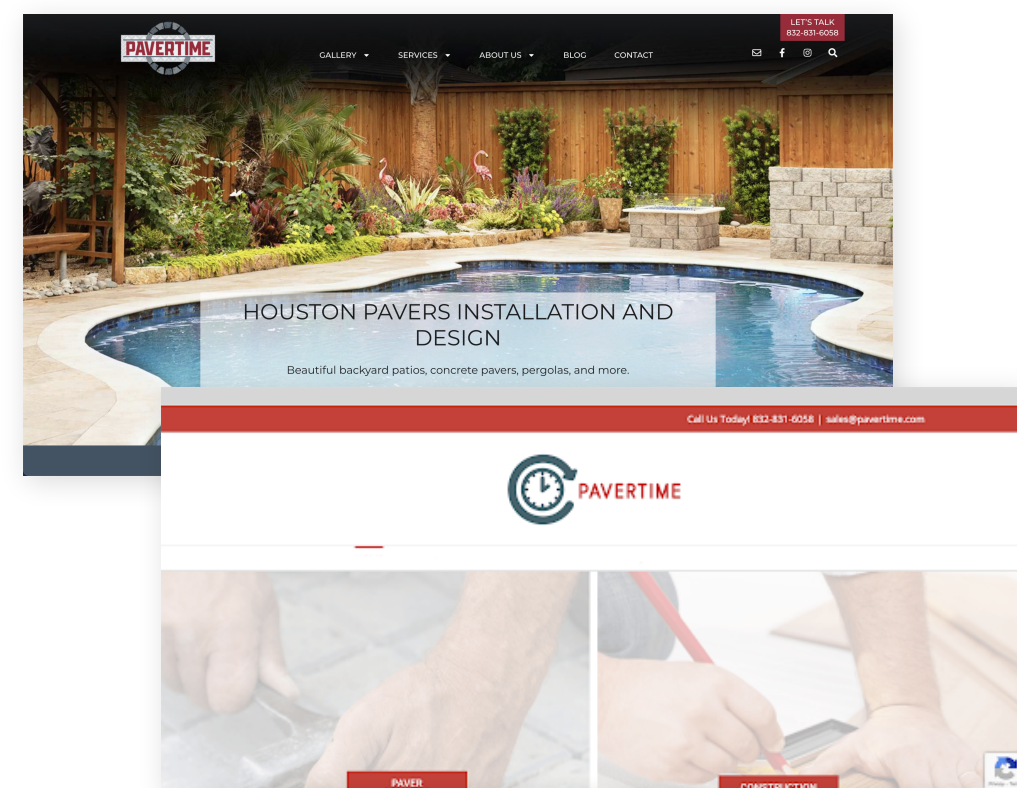 LET'S TALK
832-831-6058
PAVERTIME
GALLERY SERVICES ABOUT US BLOG CONTACT
HOUSTON PAVERS INSTALLATION AND
DESIGN
Beautiful backyard patios, concrete pavers, pergolas, and more.
Call Us Today! 832-831-6058 | sales@pavertime.com
PAVERTIME
PAVER
CONSTRUCTION